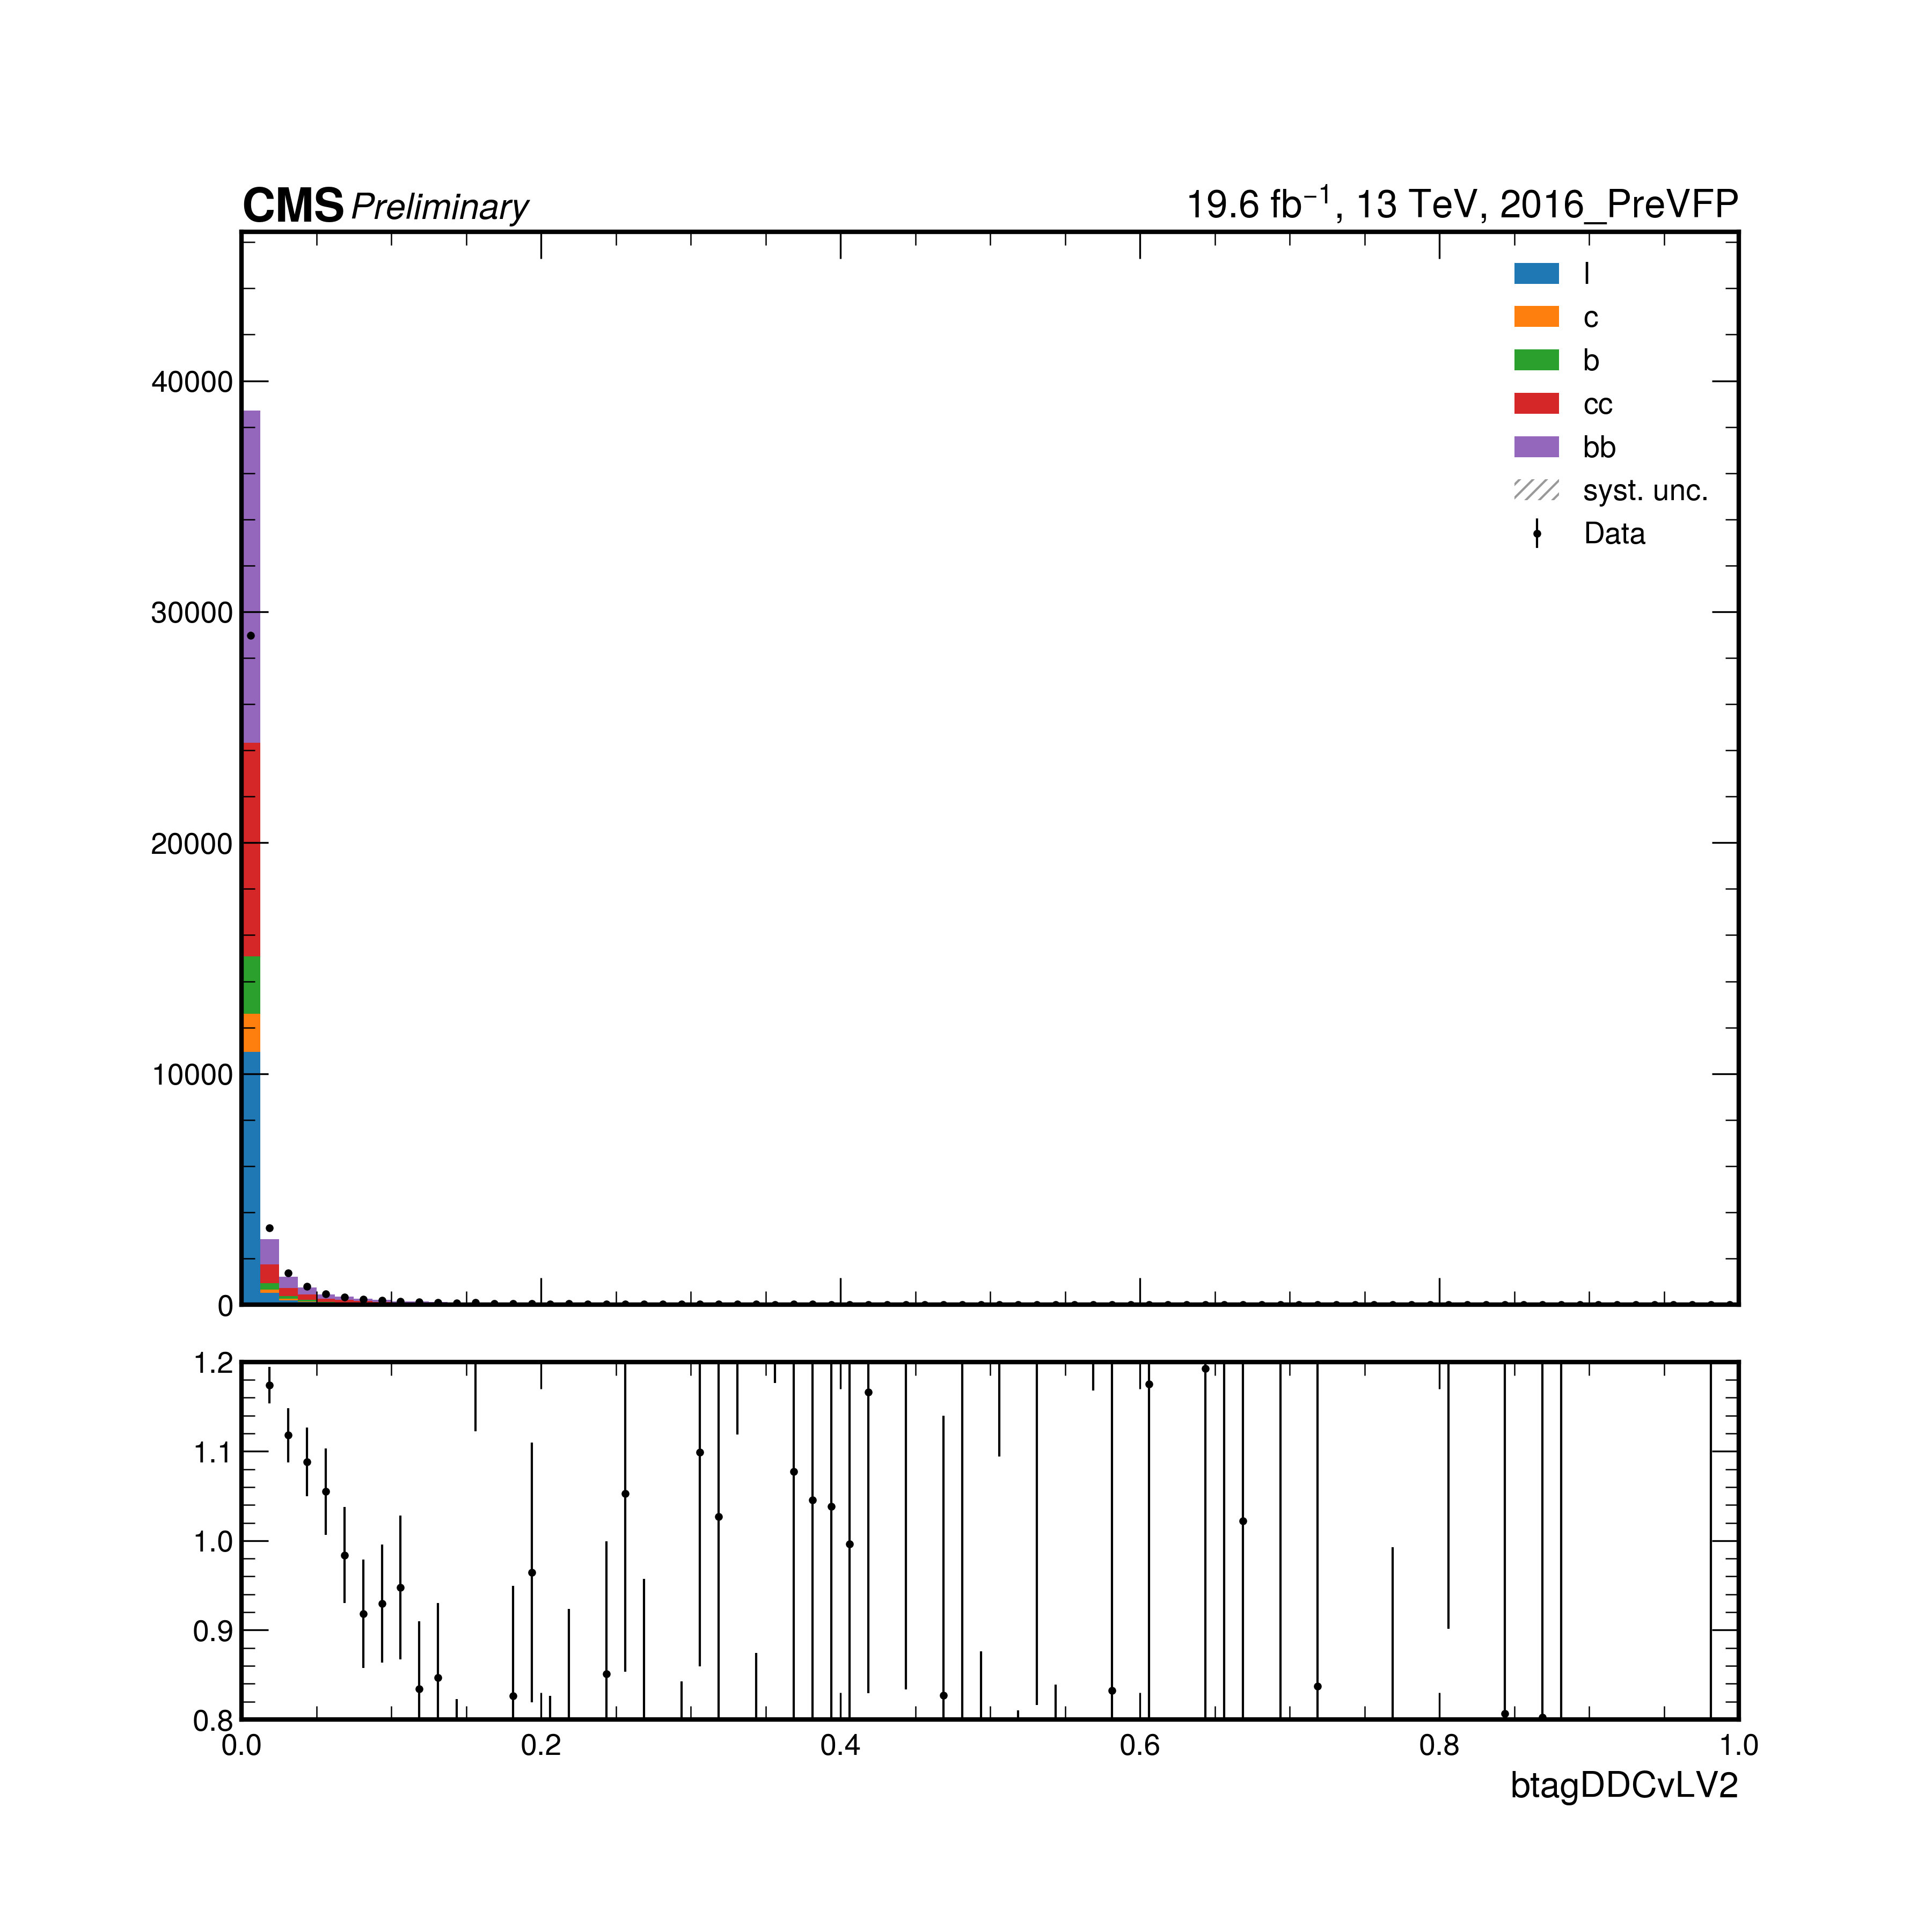 CMS Preliminary
19.6 fb⁻¹, 13 TeV, 2016_PreVFP
l
c
b
cc
bb
syst. unc.
Data
40000
30000
20000
10000
0
1.2
1.1
1.0
0.9
0.8
0.0 0.2 0.4 0.6 0.8 1.0
btagDDCvLV2